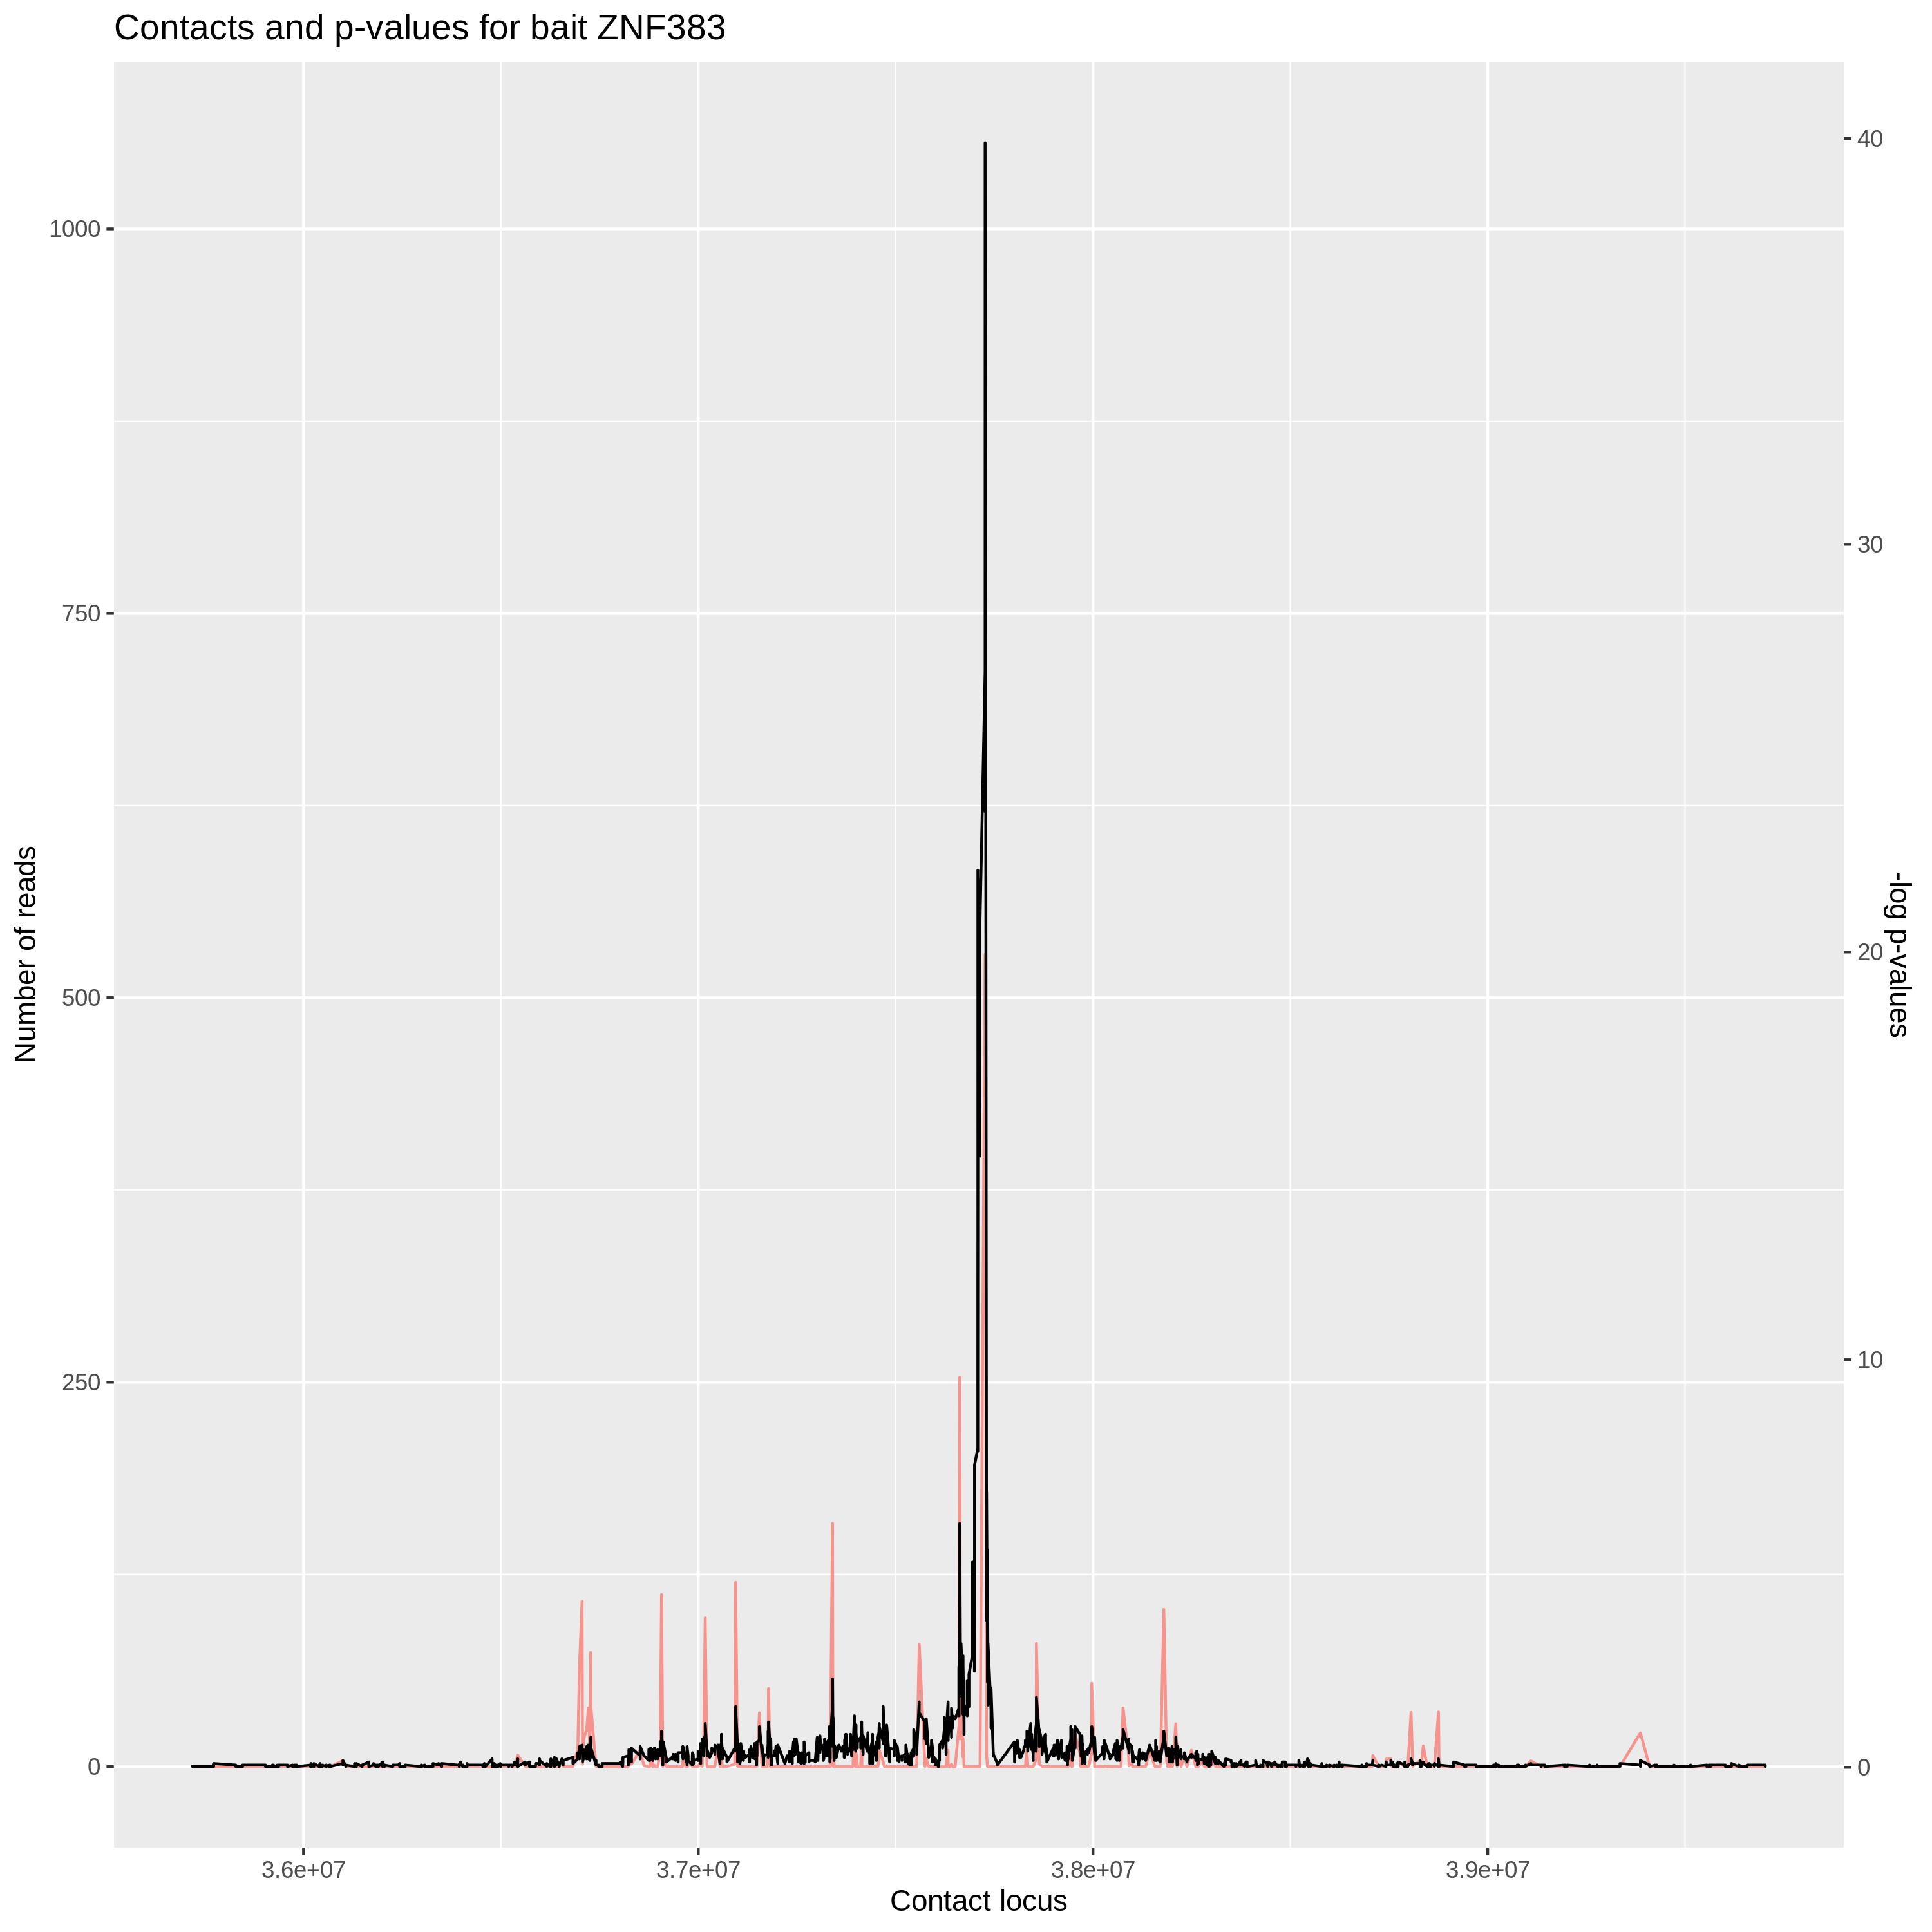 Contacts and p-values for bait ZNF383
Number of reads
1000
750
500
250
0
40
30
20
10
0
-log p-values
3.6e+07
3.7e+07
3.8e+07
3.9e+07
Contact locus